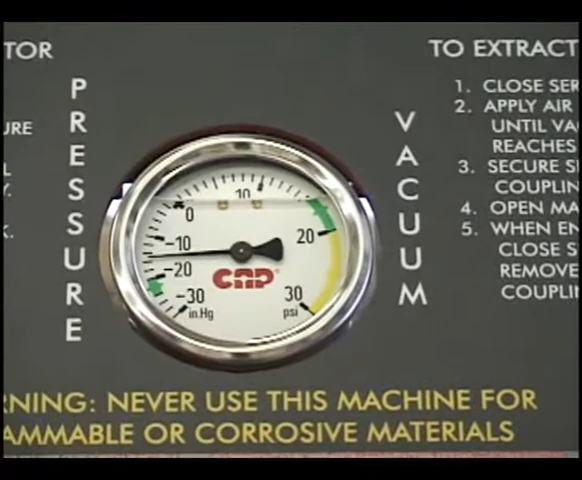 TOR
TO EXTRACT
PRESSURE
VACUUM
1. CLOSE SER
2. APPLY AIR
UNTIL VA
REACHES
3. SECURE S
COUPLIN
4. OPEN MA
5. WHEN EN
CLOSE S
REMOVE
COUPLIN
URE
L
Y.
K.
10
0
20
-10
-20
-30
30
in.Hg
psi
CAP
RNING: NEVER USE THIS MACHINE FOR
AMMABLE OR CORROSIVE MATERIALS